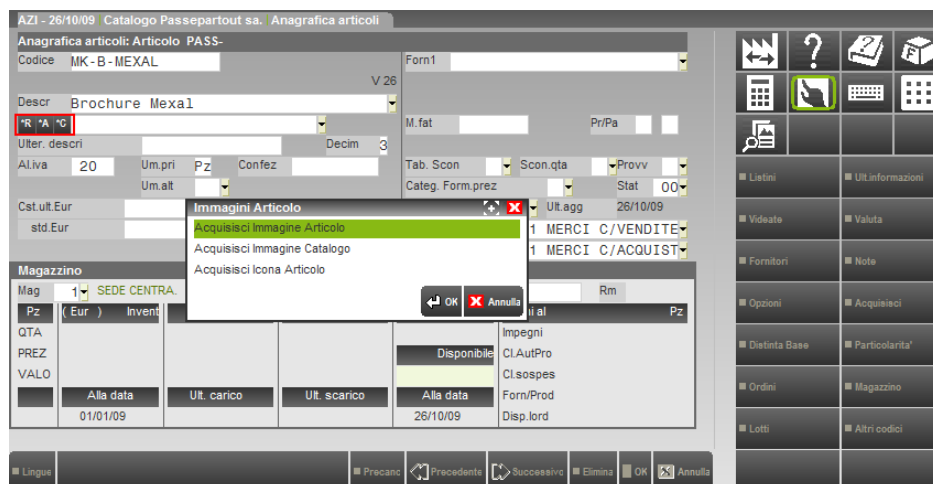 AZI - 26/10/09 Catalogo Passepartout sa. Anagrafica articoli
Anagrafica articoli: Articolo PASS-
Codice MK-B-MEXAL Forn1
V 26
Descr Brochure Mexal
*R *A *C M.fat Pr/Pa
Ulter. descri Decim 3
Al.iva 20 Um.pri Pz Confez Tab. Scon Scon.qta Provv
Um.alt Categ. Form.prez Stat 00
Cst.ult.Eur Ult.agg 26/10/09
std.Eur 1 MERCI C/VENDITE
1 MERCI C/ACQUIST
Immagini Articolo
Acquisisci Immagine Articolo
Acquisisci Immagine Catalogo
Acquisisci Icona Articolo
OK Annulla
Magazzino
Mag 1 SEDE CENTRA. Rm
Pz (Eur ) Invent ni al Pz
QTA Impegni
PREZ Disponibile Cl.AutPro
VALO Cl.sospes
Alla data Ult. carico Ult. scarico Alla data Forn/Prod
01/01/09 26/10/09 Disp.lord
Lingue Precanc Precedente Successivo Elimina OK Annulla
Listini Ult.informazioni
Videate Valuta
Fornitori Note
Opzioni Acquisisci
Distinta Base Particolarita'
Ordini Magazzino
Lotti Altri codici